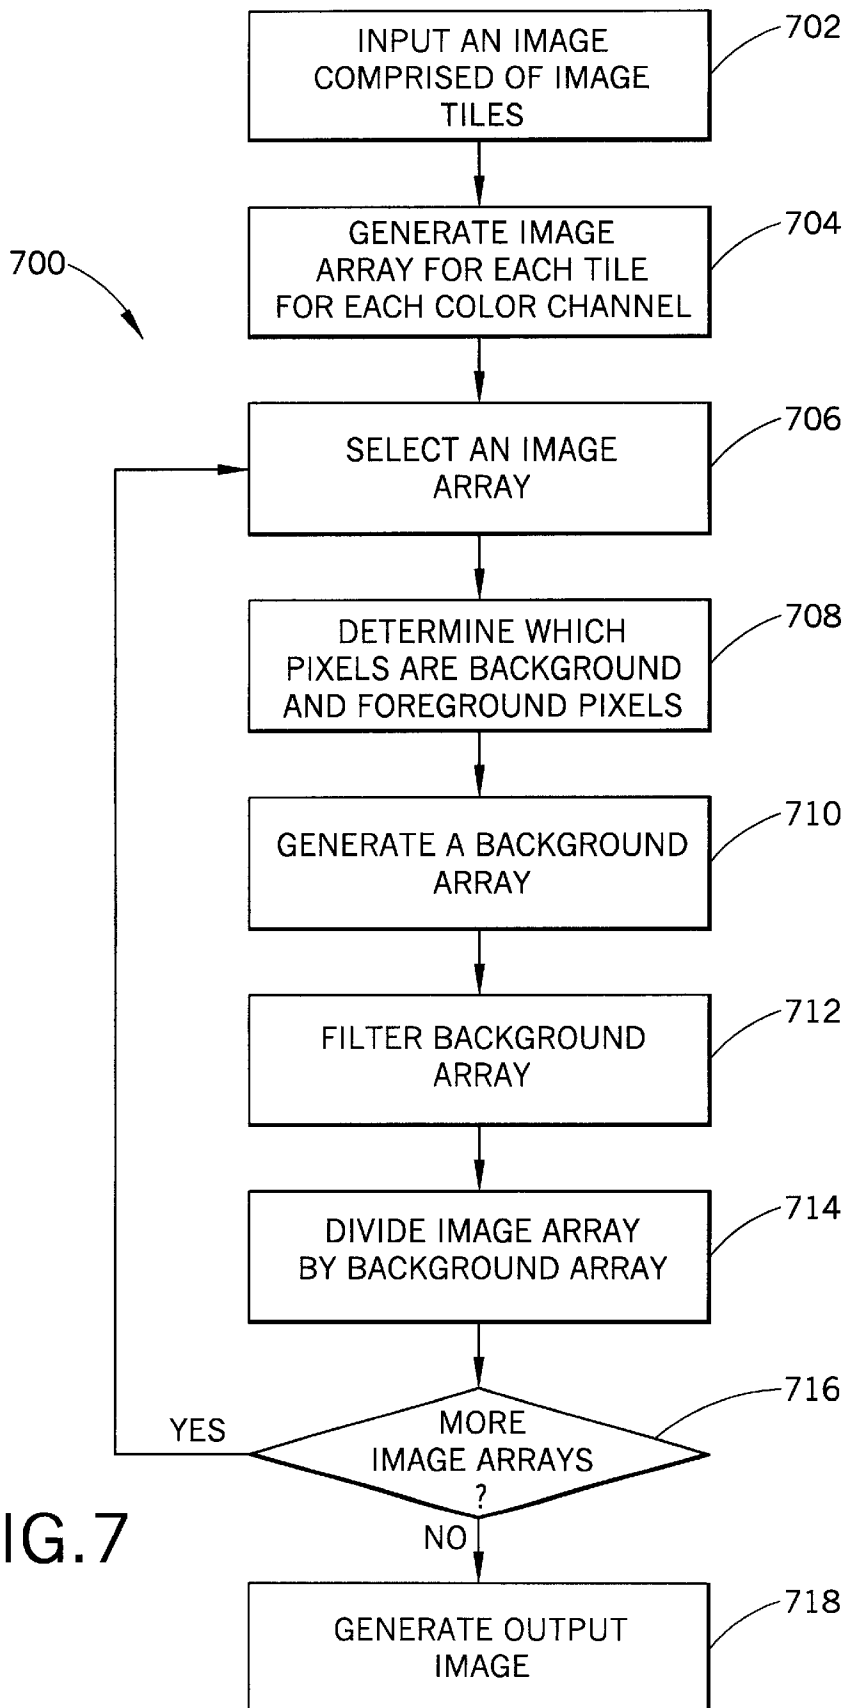 INPUT AN IMAGE
COMPRISED OF IMAGE
TILES
702
GENERATE IMAGE
ARRAY FOR EACH TILE
FOR EACH COLOR CHANNEL
704
700
SELECT AN IMAGE
ARRAY
706
DETERMINE WHICH
PIXELS ARE BACKGROUND
AND FOREGROUND PIXELS
708
GENERATE A BACKGROUND
ARRAY
710
FILTER BACKGROUND
ARRAY
712
DIVIDE IMAGE ARRAY
BY BACKGROUND ARRAY
714
MORE
IMAGE ARRAYS
?
716
YES
NO
IG.7
GENERATE OUTPUT
IMAGE
718